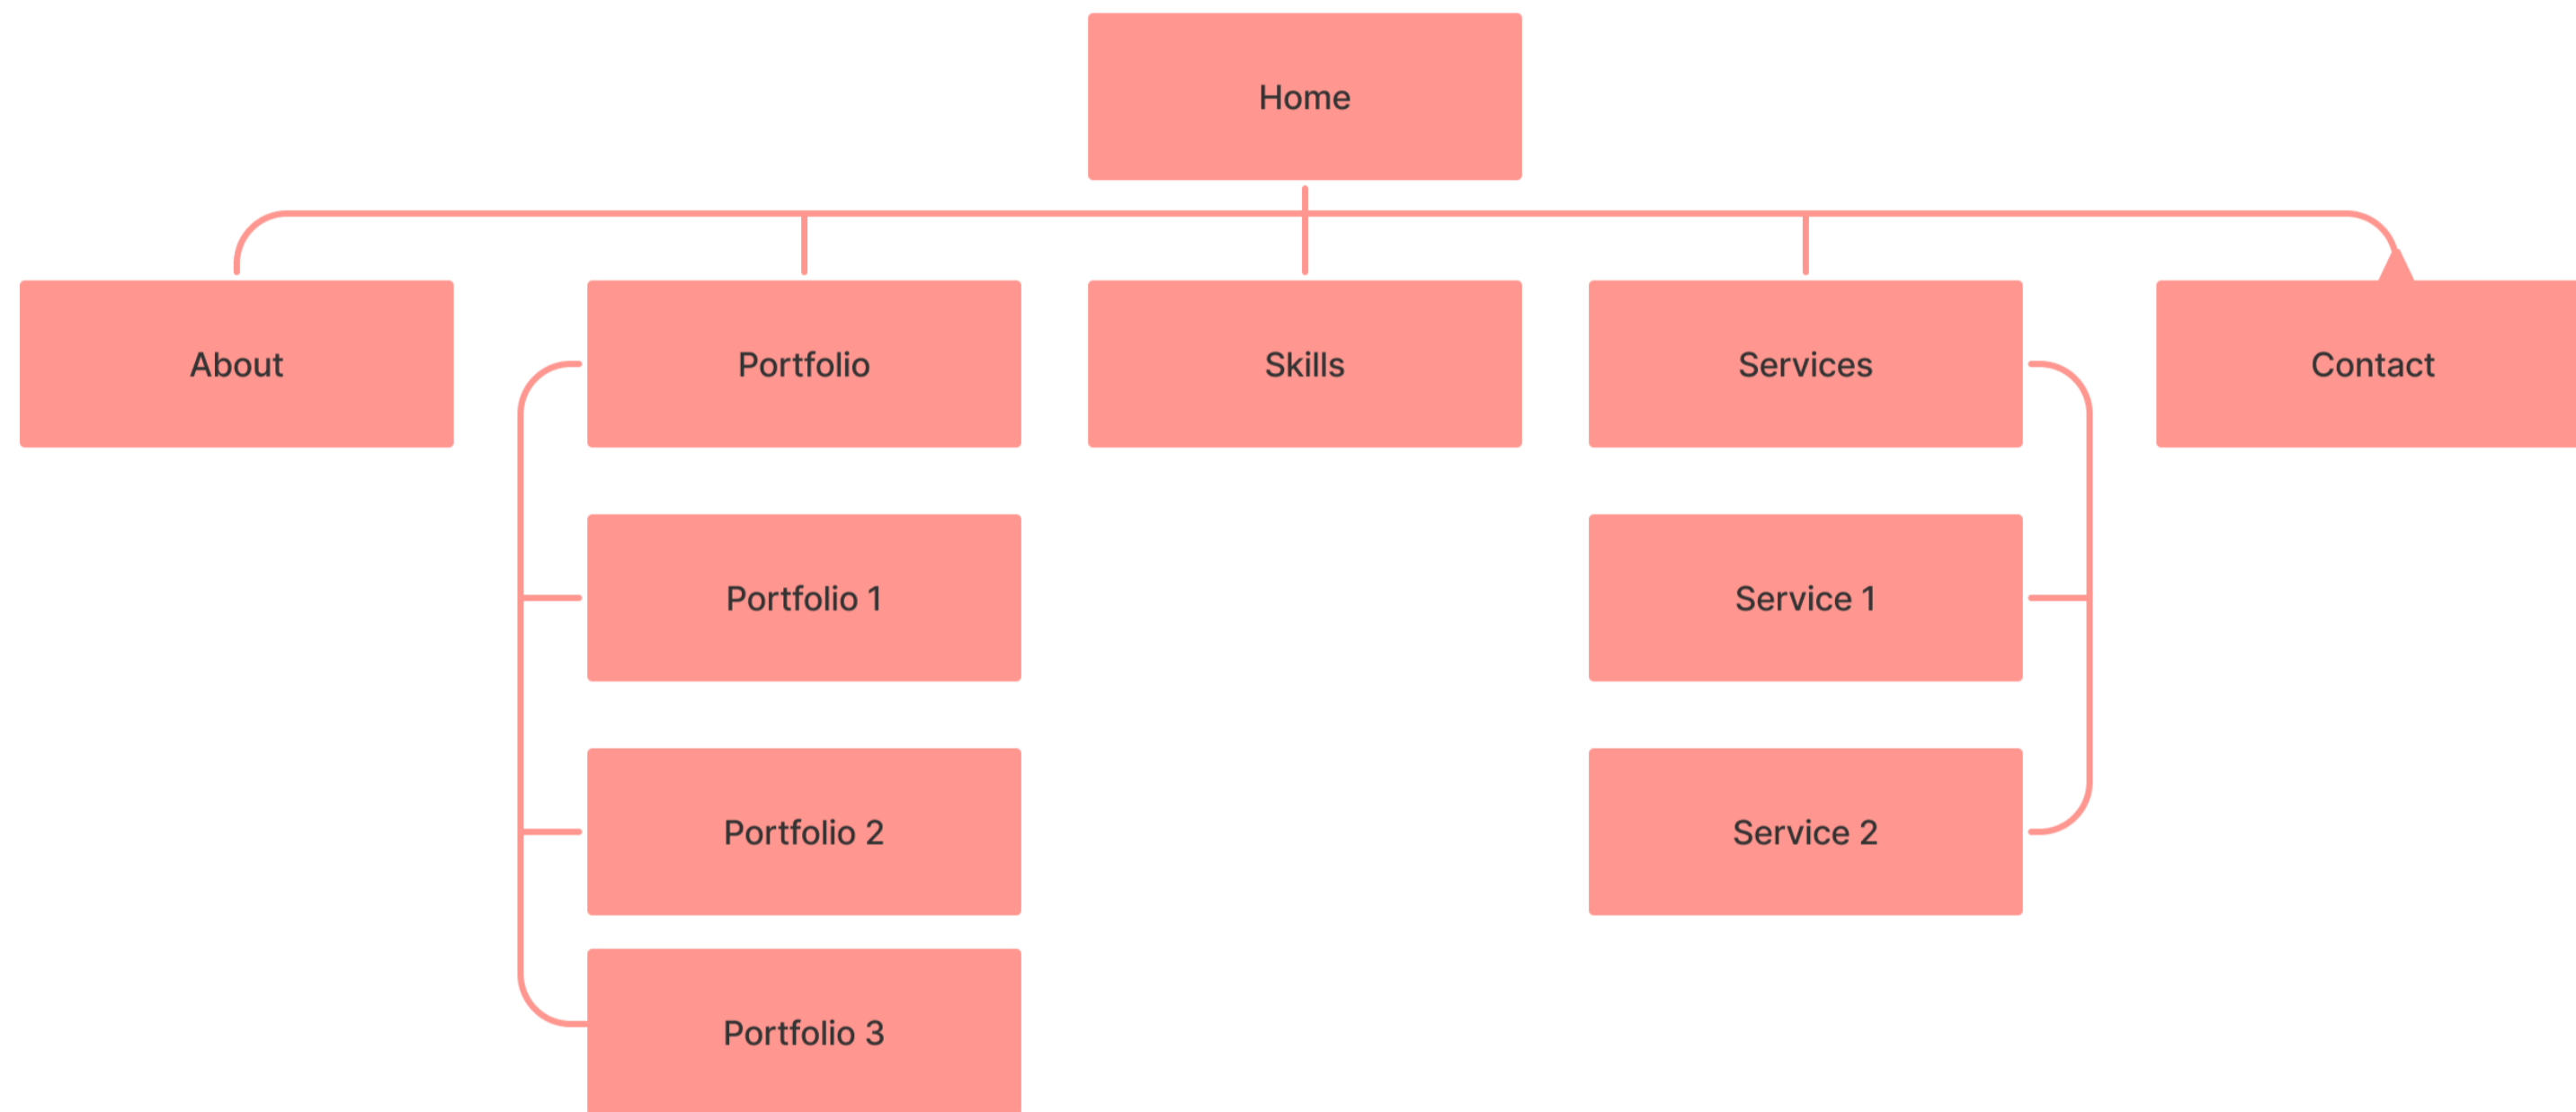 Home
About
Portfolio
Skills
Services
Contact
Portfolio 1
Service 1
Portfolio 2
Service 2
Portfolio 3